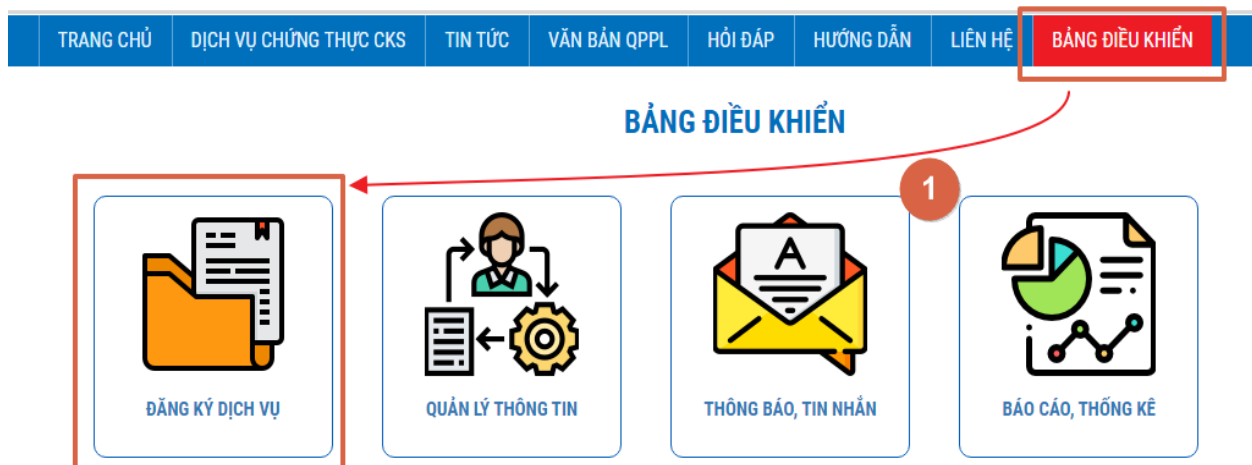 TRANG CHỦ DỊCH VỤ CHỨNG THỰC CKS TIN TỨC VĂN BẢN QPPL HỎI ĐÁP HƯỚNG DẪN LIÊN HỆ BẢNG ĐIỀU KHIỂN
BẢNG ĐIỀU KHIỂN
1
A
ĐĂNG KÝ DỊCH VỤ QUẢN LÝ THÔNG TIN THÔNG BÁO, TIN NHẮN BÁO CÁO, THỐNG KÊ